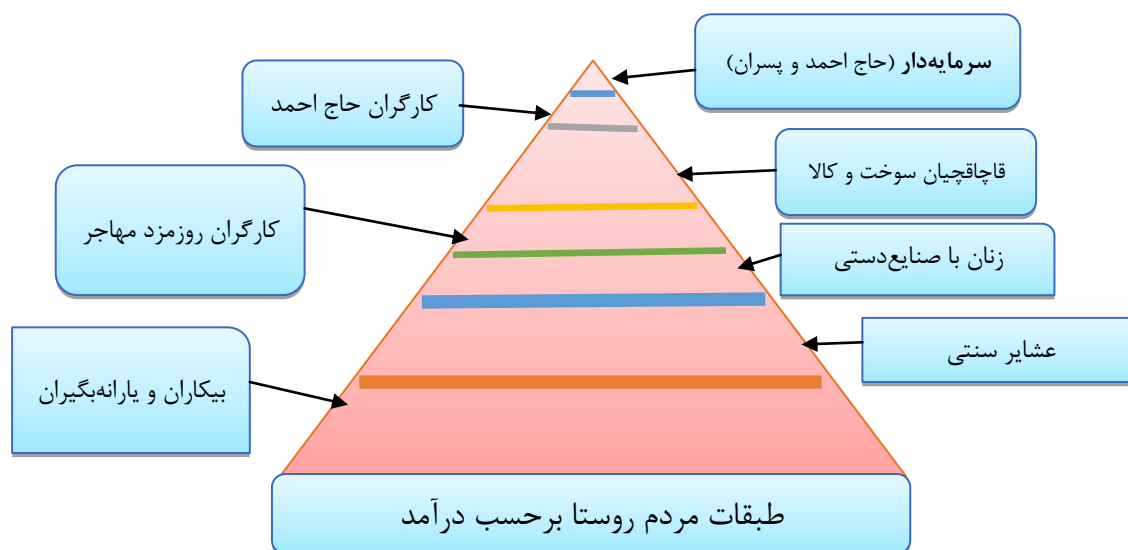 سرمایه‌دار (حاج احمد و پسران)
کارگران حاج احمد
قاچاقچیان سوخت و کالا
کارگران روزمزد مهاجر
زنان با صنایع‌دستی
عشایر سنتی
بیکاران و یارانه‌بگیران
طبقات مردم روستا برحسب درآمد